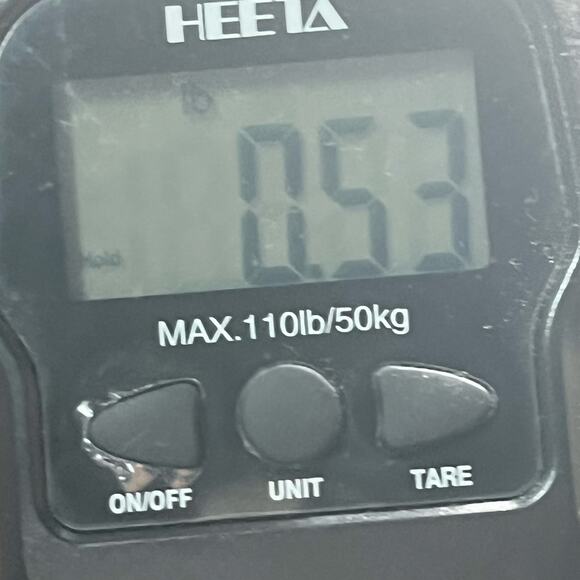 HEETA
lb
0.53
Hold
MAX.110lb/50kg
ON/OFF UNIT TARE